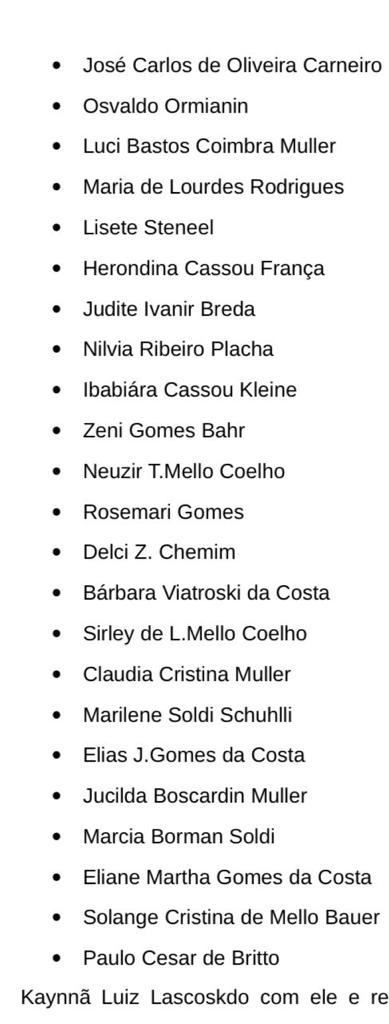 • José Carlos de Oliveira Carneiro
• Osvaldo Ormianin
• Luci Bastos Coimbra Muller
• Maria de Lourdes Rodrigues
• Lisete Steneel
• Herondina Cassou França
• Judite Ivanir Breda
• Nilvia Ribeiro Placha
• Ibabiára Cassou Kleine
• Zeni Gomes Bahr
• Neuzir T.Mello Coelho
• Rosemari Gomes
• Delci Z. Chemim
• Bárbara Viatroski da Costa
• Sirley de L.Mello Coelho
• Claudia Cristina Muller
• Marilene Soldi Schuhlli
• Elias J.Gomes da Costa
• Jucilda Boscardin Muller
• Marcia Borman Soldi
• Eliane Martha Gomes da Costa
• Solange Cristina de Mello Bauer
• Paulo Cesar de Britto
Kaynnã Luiz Lascoskdo com ele e re